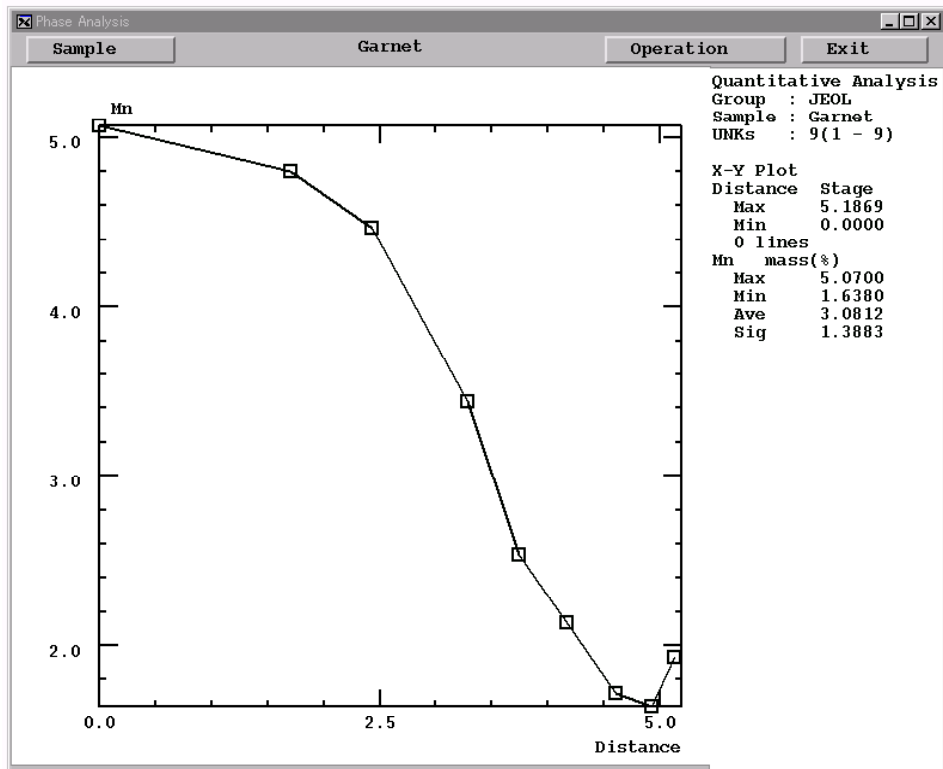 Phase Analysis
Sample Garnet Operation Exit
Mn
5.0
4.0
3.0
2.0
0.0 2.5 5.0
Distance
Quantitative Analysis
Group : JEOL
Sample : Garnet
UNKs : 9(1 - 9)
X-Y Plot
Distance Stage
Max 5.1869
Min 0.0000
0 lines
Mn mass(%)
Max 5.0700
Min 1.6380
Ave 3.0812
Sig 1.3883